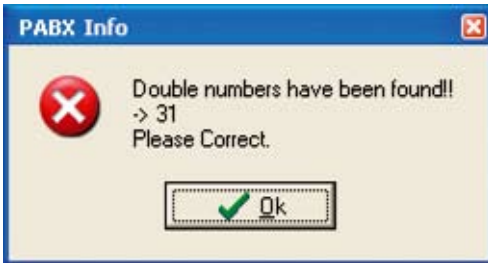 PABX Info
Double numbers have been found!!
-> 31
Please Correct.
Ok